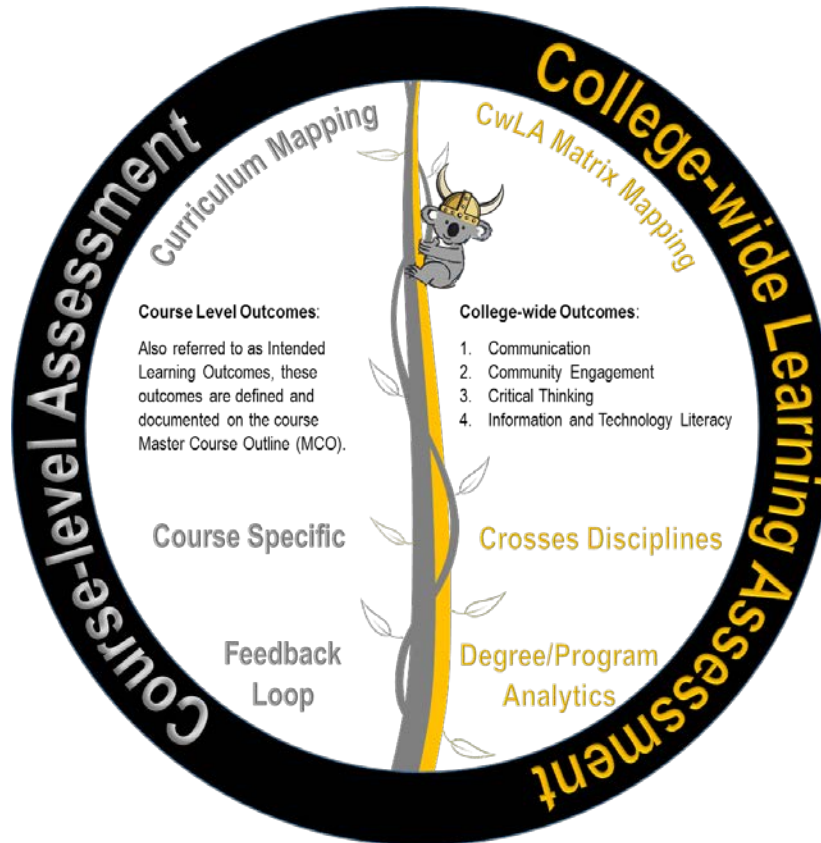 Course-level Assessment
College-wide Learning Assessment
Curriculum Mapping
CwLA Matrix Mapping
Course Level Outcomes:
Also referred to as Intended
Learning Outcomes, these
outcomes are defined and
documented on the course
Master Course Outline (MCO).
College-wide Outcomes:
1. Communication
2. Community Engagement
3. Critical Thinking
4. Information and Technology Literacy
Course Specific
Crosses Disciplines
Feedback
Loop
Degree/Program
Analytics